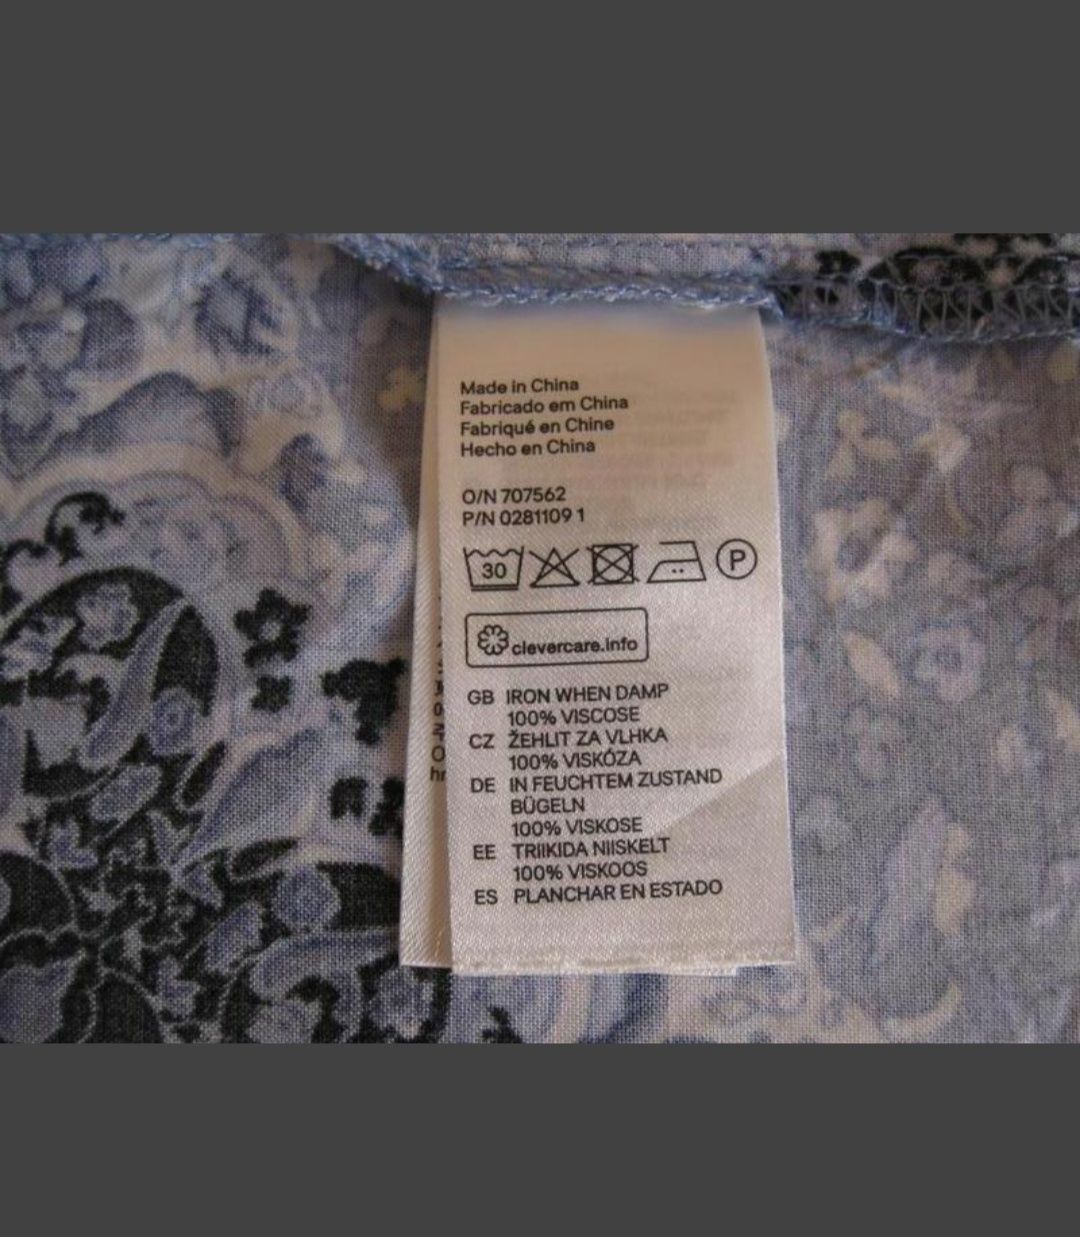 Made in China
Fabricado em China
Fabriqué en Chine
Hecho en China
O/N 707562
P/N 0281109 1
30
P
clevercare.info
GB IRON WHEN DAMP
100% VISCOSE
CZ ŽEHLIT ZA VLHKA
100% VISKÓZA
DE IN FEUCHTEM ZUSTAND
BÜGELN
100% VISKOSE
EE TRIIKIDA NIISKELT
100% VISKOOS
ES PLANCHAR EN ESTADO